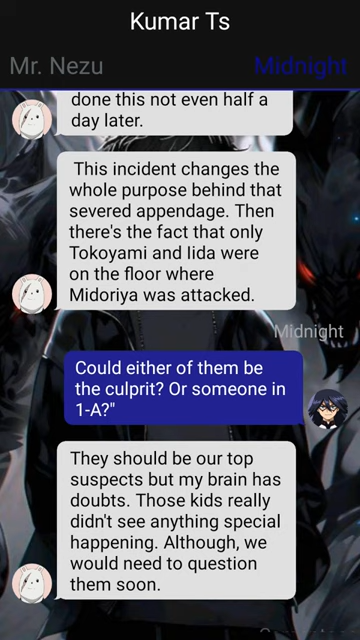 Kumar Ts
Mr. Nezu
Midnight
done this not even half a
day later.
This incident changes the
whole purpose behind that
severed appendage. Then
there's the fact that only
Tokoyami and Iida were
on the floor where
Midoriya was attacked.
Midnight
Could either of them be
the culprit? Or someone in
1-A?"
They should be our top
suspects but my brain has
doubts. Those kids really
didn't see anything special
happening. Although, we
would need to question
them soon.